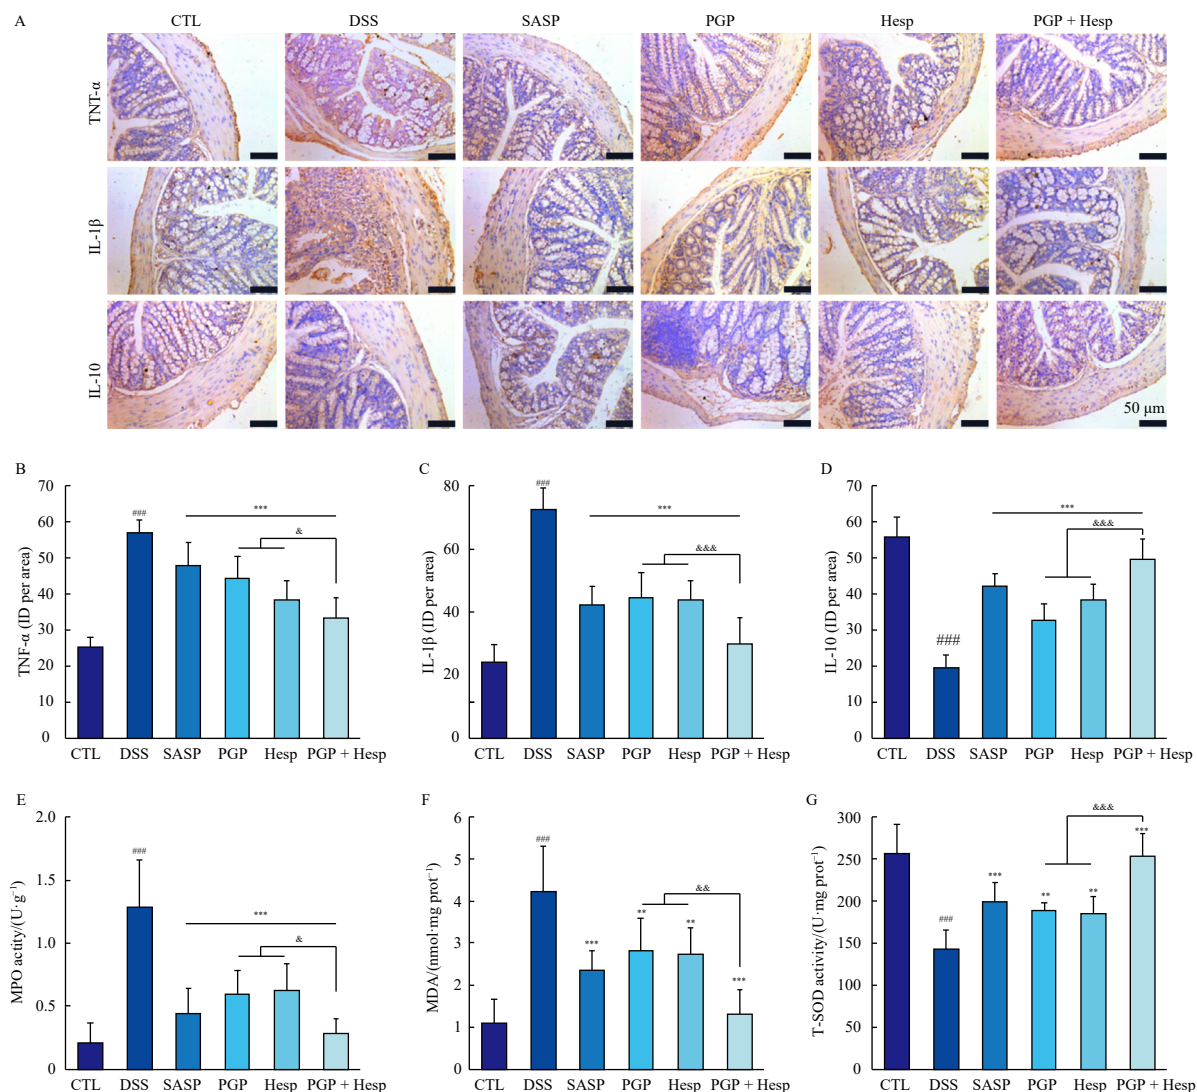 A
CTL
DSS
SASP
PGP
Hesp
PGP + Hesp
TNT-α
IL-1β
IL-10
50 μm
B
TNF-α (ID per area)
70
60
50
40
30
20
10
0
###
***
&
CTL
DSS
SASP
PGP
Hesp
PGP + Hesp
C
IL-1β (ID per area)
80
60
40
20
0
###
***
&&&
CTL
DSS
SASP
PGP
Hesp
PGP + Hesp
D
IL-10 (ID per area)
70
60
50
40
30
20
10
0
###
***
&&&
CTL
DSS
SASP
PGP
Hesp
PGP + Hesp
E
MPO actity/(U·g⁻¹)
2.0
1.5
1.0
0.5
0
###
***
&
CTL
DSS
SASP
PGP
Hesp
PGP + Hesp
F
MDA/(nmol·mg prot⁻¹)
6
5
4
3
2
1
0
###
***
**
**
&&
***
CTL
DSS
SASP
PGP
Hesp
PGP + Hesp
G
T-SOD activity/(U·mg prot⁻¹)
300
250
200
150
100
50
0
###
***
**
**
&&&
***
CTL
DSS
SASP
PGP
Hesp
PGP + Hesp